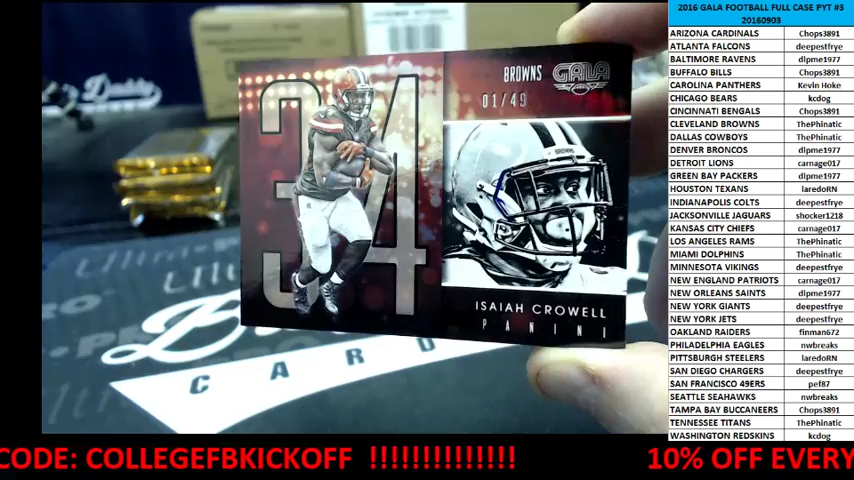 2016 GALA FOOTBALL FULL CASE PYT #3
20160903
ARIZONA CARDINALS Chops3891
ATLANTA FALCONS deepestfrye
BALTIMORE RAVENS dlpme1977
BUFFALO BILLS Chops3891
CAROLINA PANTHERS Kevin Hoke
CHICAGO BEARS kcdog
CINCINNATI BENGALS Chops3891
CLEVELAND BROWNS ThePhinatic
DALLAS COWBOYS ThePhinatic
DENVER BRONCOS dlpme1977
DETROIT LIONS carnage017
GREEN BAY PACKERS dlpme1977
HOUSTON TEXANS laredoRN
INDIANAPOLIS COLTS deepestfrye
JACKSONVILLE JAGUARS shocker1218
KANSAS CITY CHIEFS carnage017
LOS ANGELES RAMS ThePhinatic
MIAMI DOLPHINS ThePhinatic
MINNESOTA VIKINGS deepestfrye
NEW ENGLAND PATRIOTS carnage017
NEW ORLEANS SAINTS dlpme1977
NEW YORK GIANTS deepestfrye
NEW YORK JETS deepestfrye
OAKLAND RAIDERS finman672
PHILADELPHIA EAGLES nwbreaks
PITTSBURGH STEELERS laredoRN
SAN DIEGO CHARGERS deepestfrye
SAN FRANCISCO 49ERS pef87
SEATTLE SEAHAWKS nwbreaks
TAMPA BAY BUCCANEERS Chops3891
TENNESSEE TITANS ThePhinatic
WASHINGTON REDSKINS kcdog
34
BROWNS GALA
01/49
ISAIAH CROWELL
PANINI
Daddy
Ultra
CARD
CODE: COLLEGEFBKICKOFF !!!!!!!!!!!!!! 10% OFF EVERY